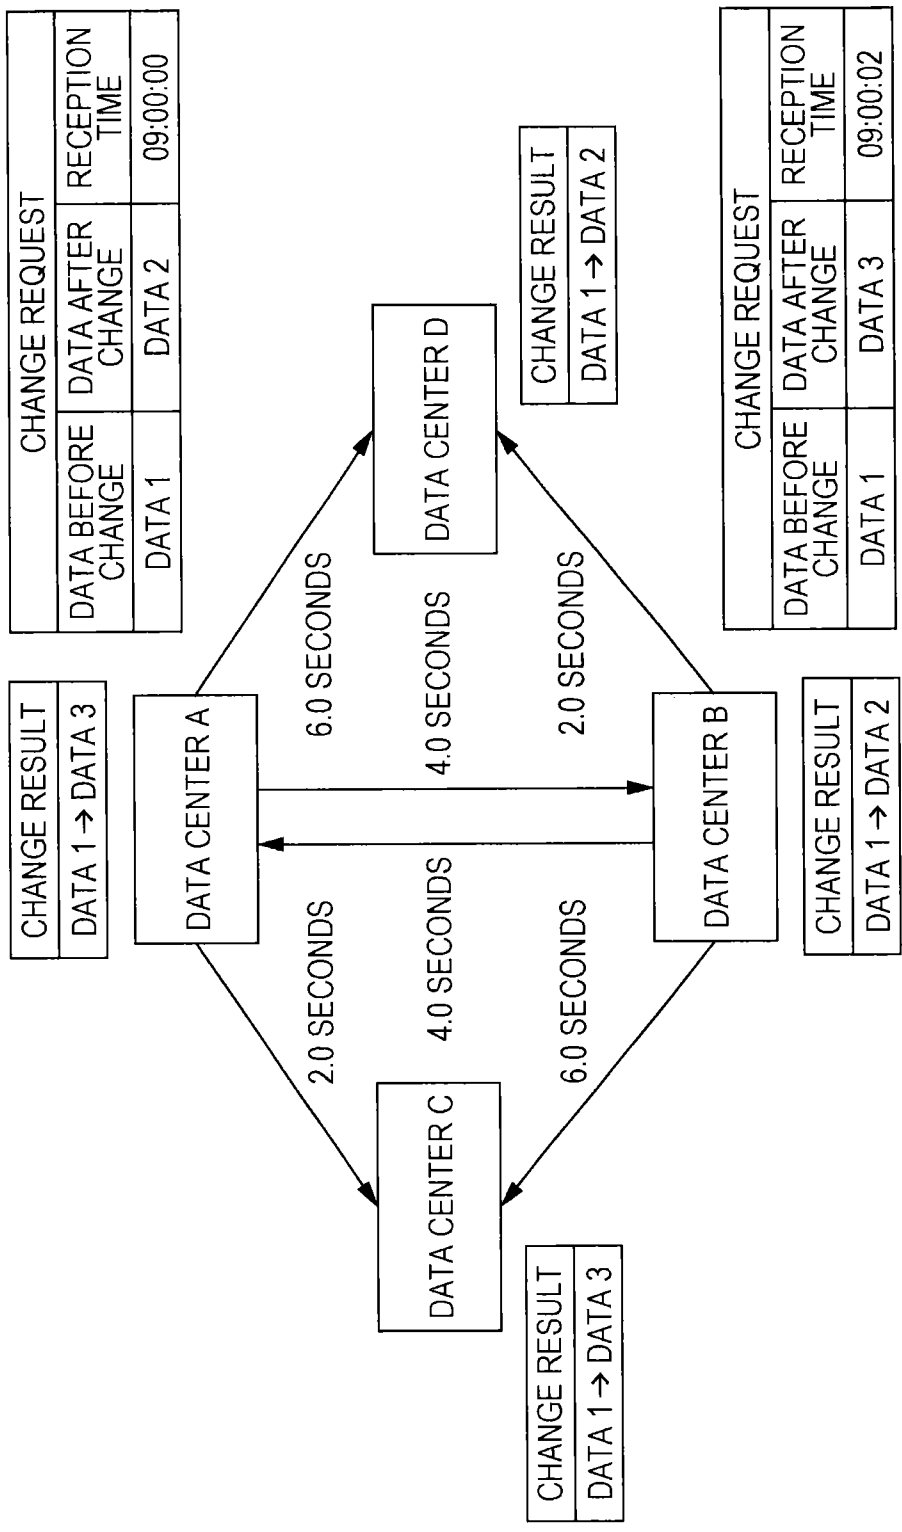 CHANGE RESULT
DATA 1 → DATA 3
CHANGE REQUEST
DATA BEFORE CHANGE
DATA AFTER CHANGE
RECEPTION TIME
DATA 1
DATA 2
09:00:00
DATA CENTER A
2.0 SECONDS
6.0 SECONDS
DATA CENTER C
4.0 SECONDS
4.0 SECONDS
DATA CENTER D
CHANGE RESULT
DATA 1 → DATA 3
6.0 SECONDS
2.0 SECONDS
CHANGE RESULT
DATA 1 → DATA 2
DATA CENTER B
CHANGE RESULT
DATA 1 → DATA 2
CHANGE REQUEST
DATA BEFORE CHANGE
DATA AFTER CHANGE
RECEPTION TIME
DATA 1
DATA 3
09:00:02